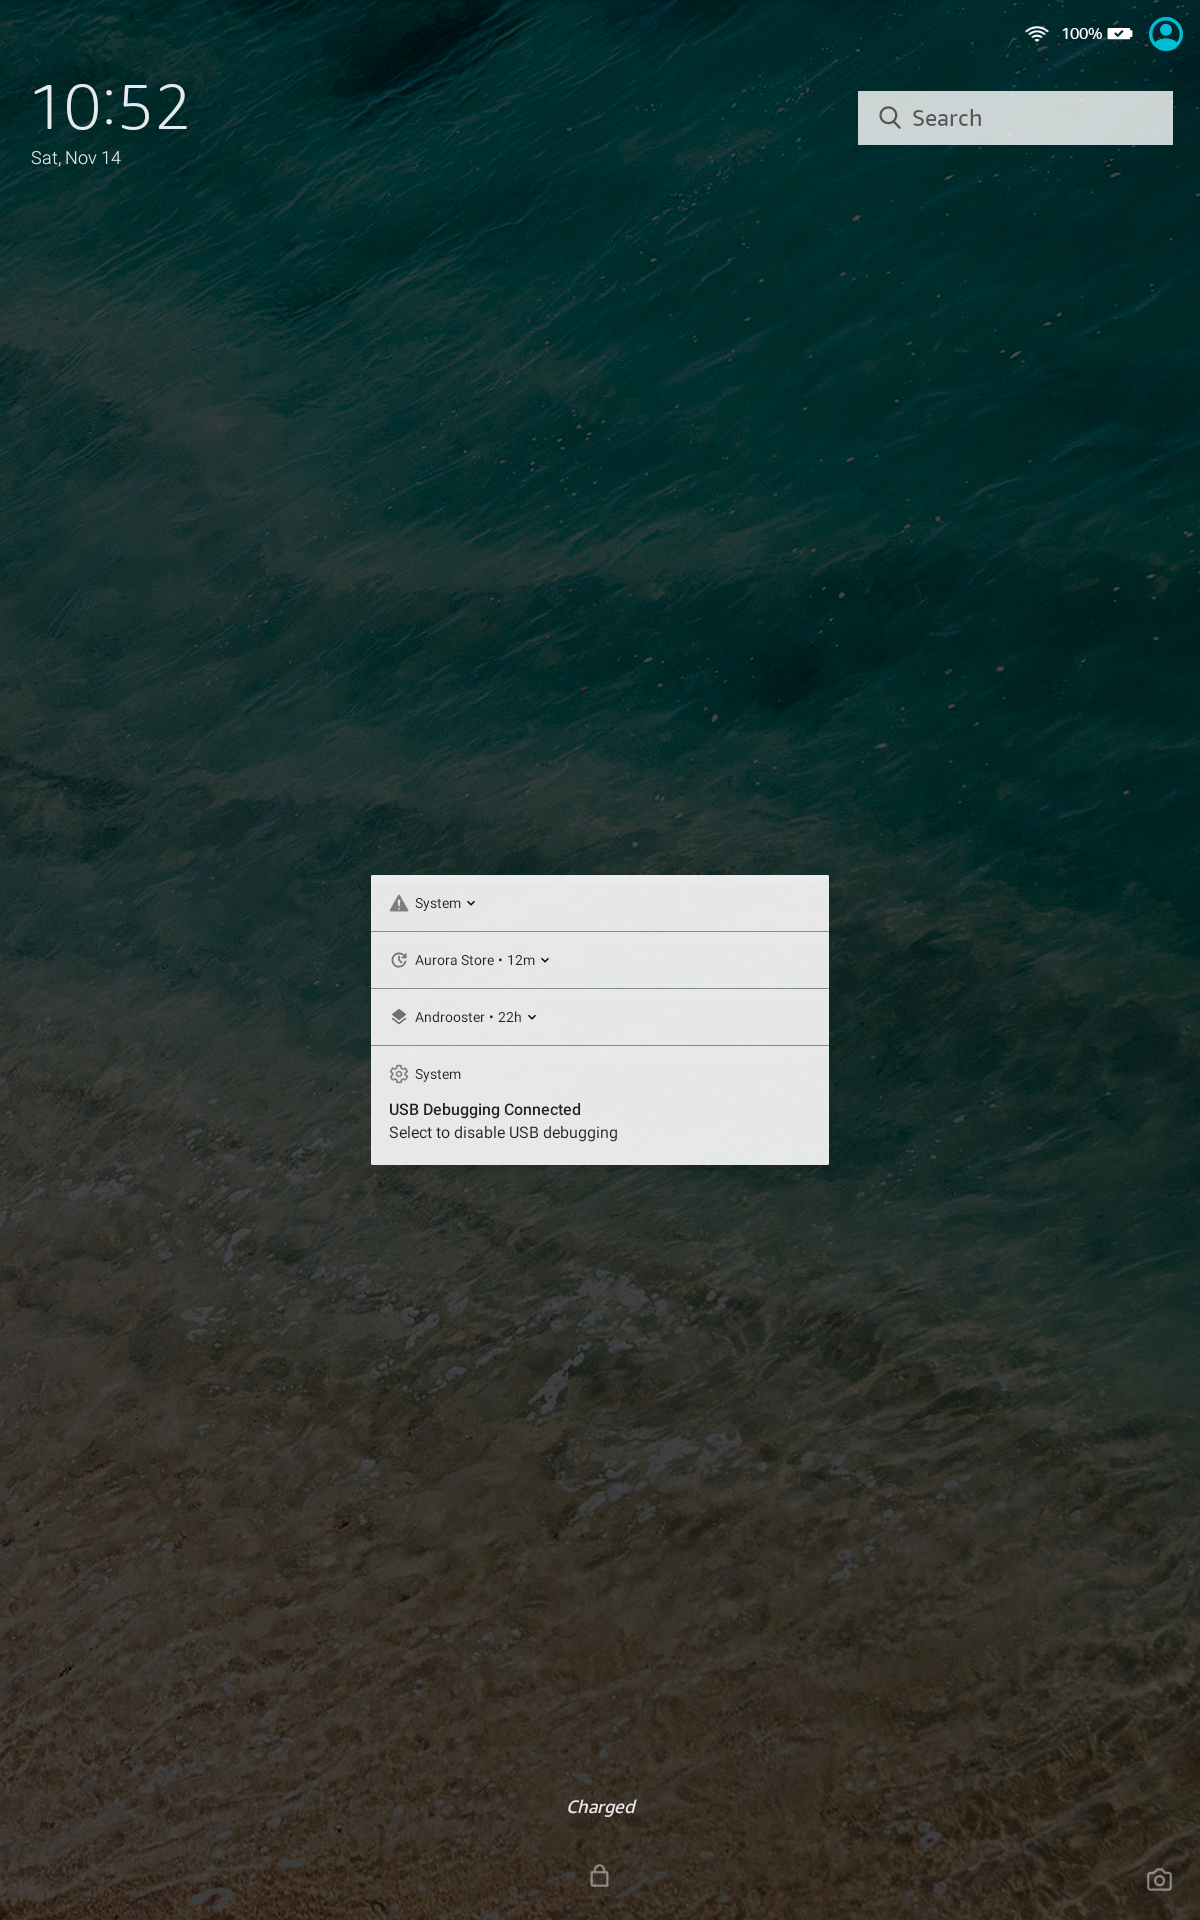 100%
10:52
Sat, Nov 14
Search
System
Aurora Store • 12m
Androoster • 22h
System
USB Debugging Connected
Select to disable USB debugging
Charged